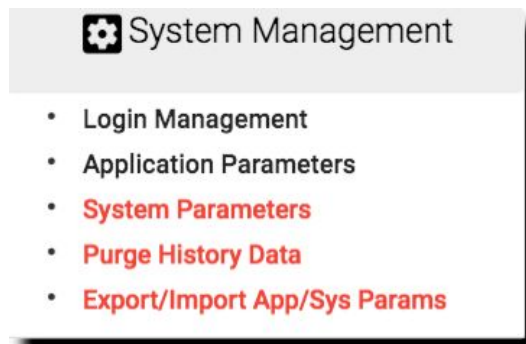 System Management
Login Management
Application Parameters
System Parameters
Purge History Data
Export/Import App/Sys Params